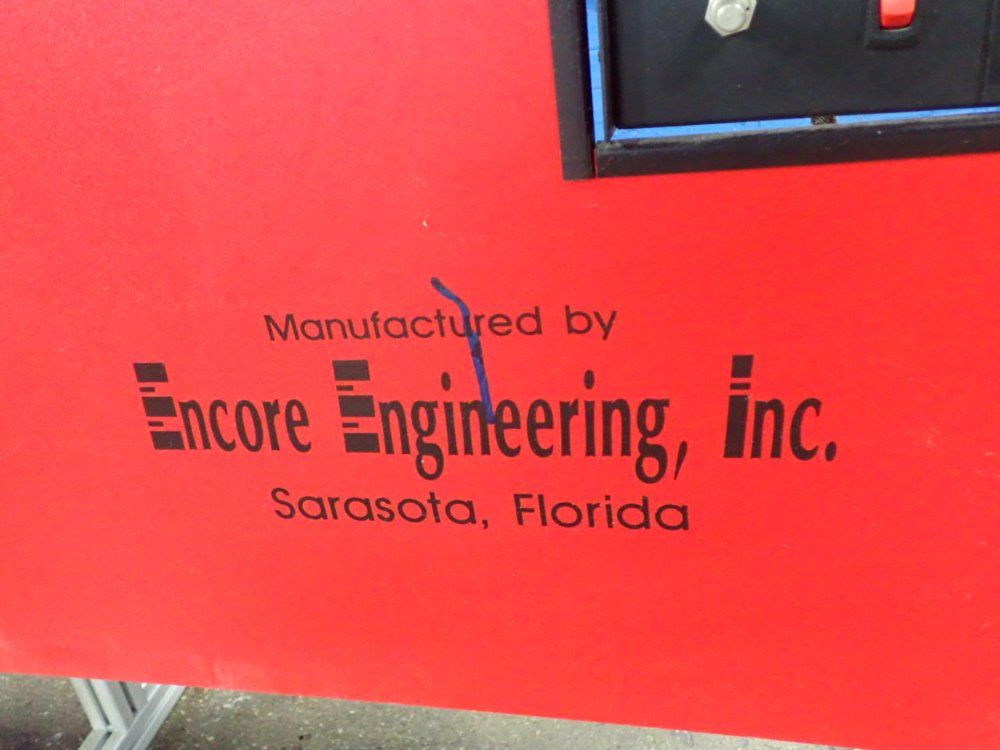 Manufactured by
Encore Engineering, Inc.
Sarasota, Florida